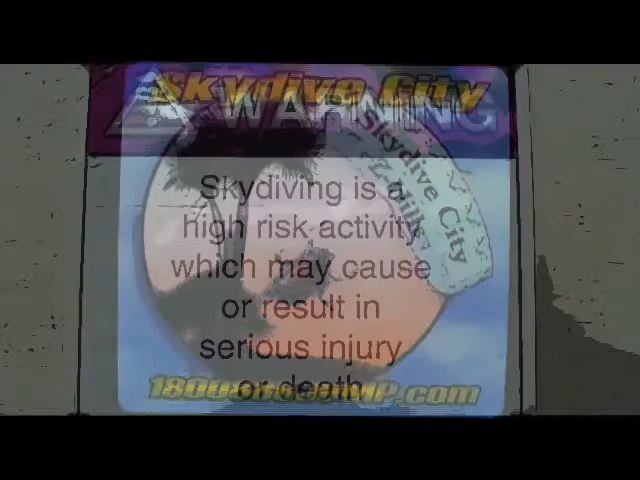 Skydive City
WARNING
Skydive City
Skydiving is a
high risk activity
which may cause
or result in
serious injury
or death